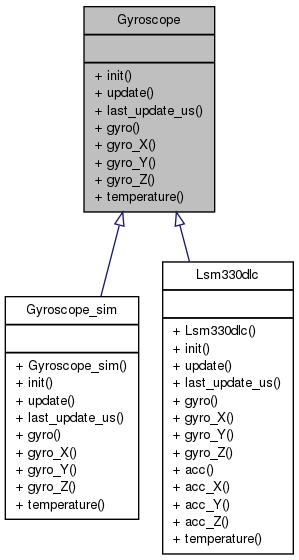 Gyroscope
+ init()
+ update()
+ last_update_us()
+ gyro()
+ gyro_X()
+ gyro_Y()
+ gyro_Z()
+ temperature()
Gyroscope_sim
+ Gyroscope_sim()
+ init()
+ update()
+ last_update_us()
+ gyro()
+ gyro_X()
+ gyro_Y()
+ gyro_Z()
+ temperature()
Lsm330dlc
+ Lsm330dlc()
+ init()
+ update()
+ last_update_us()
+ gyro()
+ gyro_X()
+ gyro_Y()
+ gyro_Z()
+ acc()
+ acc_X()
+ acc_Y()
+ acc_Z()
+ temperature()